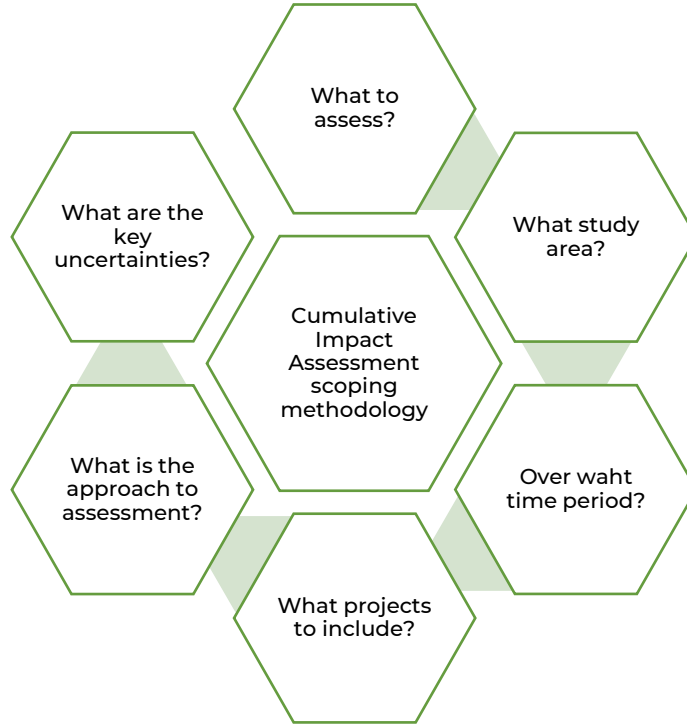 What to
assess?
What study
area?
Over waht
time period?
What projects
to include?
What is the
approach to
assessment?
What are the
key
uncertainties?
Cumulative
Impact
Assessment
scoping
methodology